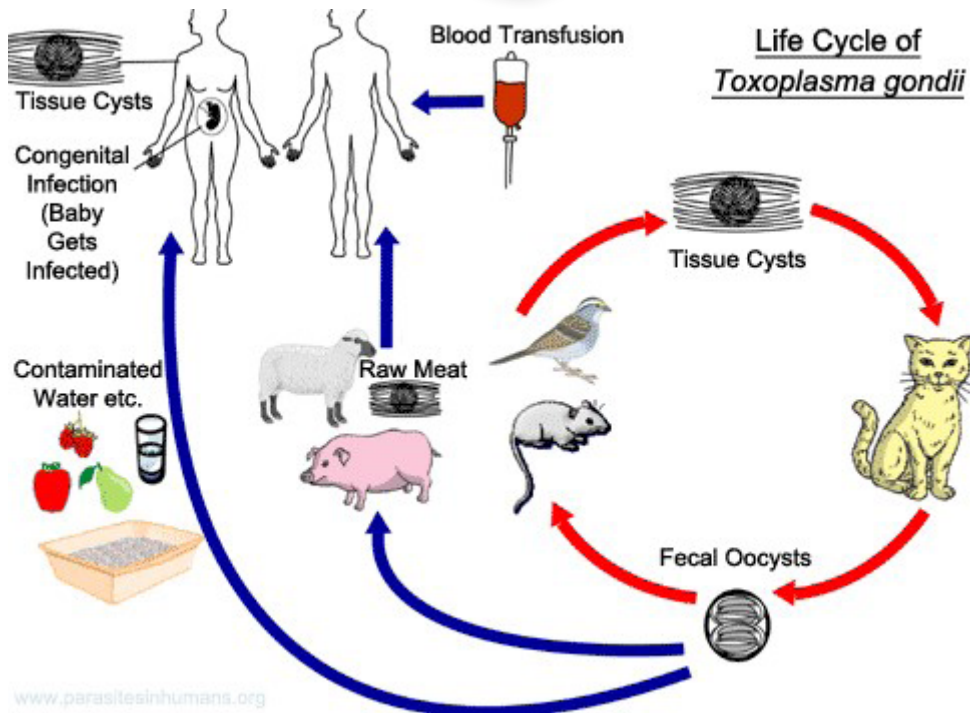 Life Cycle of
Toxoplasma gondii
Blood Transfusion
Tissue Cysts
Congenital
Infection
(Baby
Gets
Infected)
Tissue Cysts
Contaminated
Water etc.
Raw Meat
Fecal Oocysts
www.parasitesinhumans.org